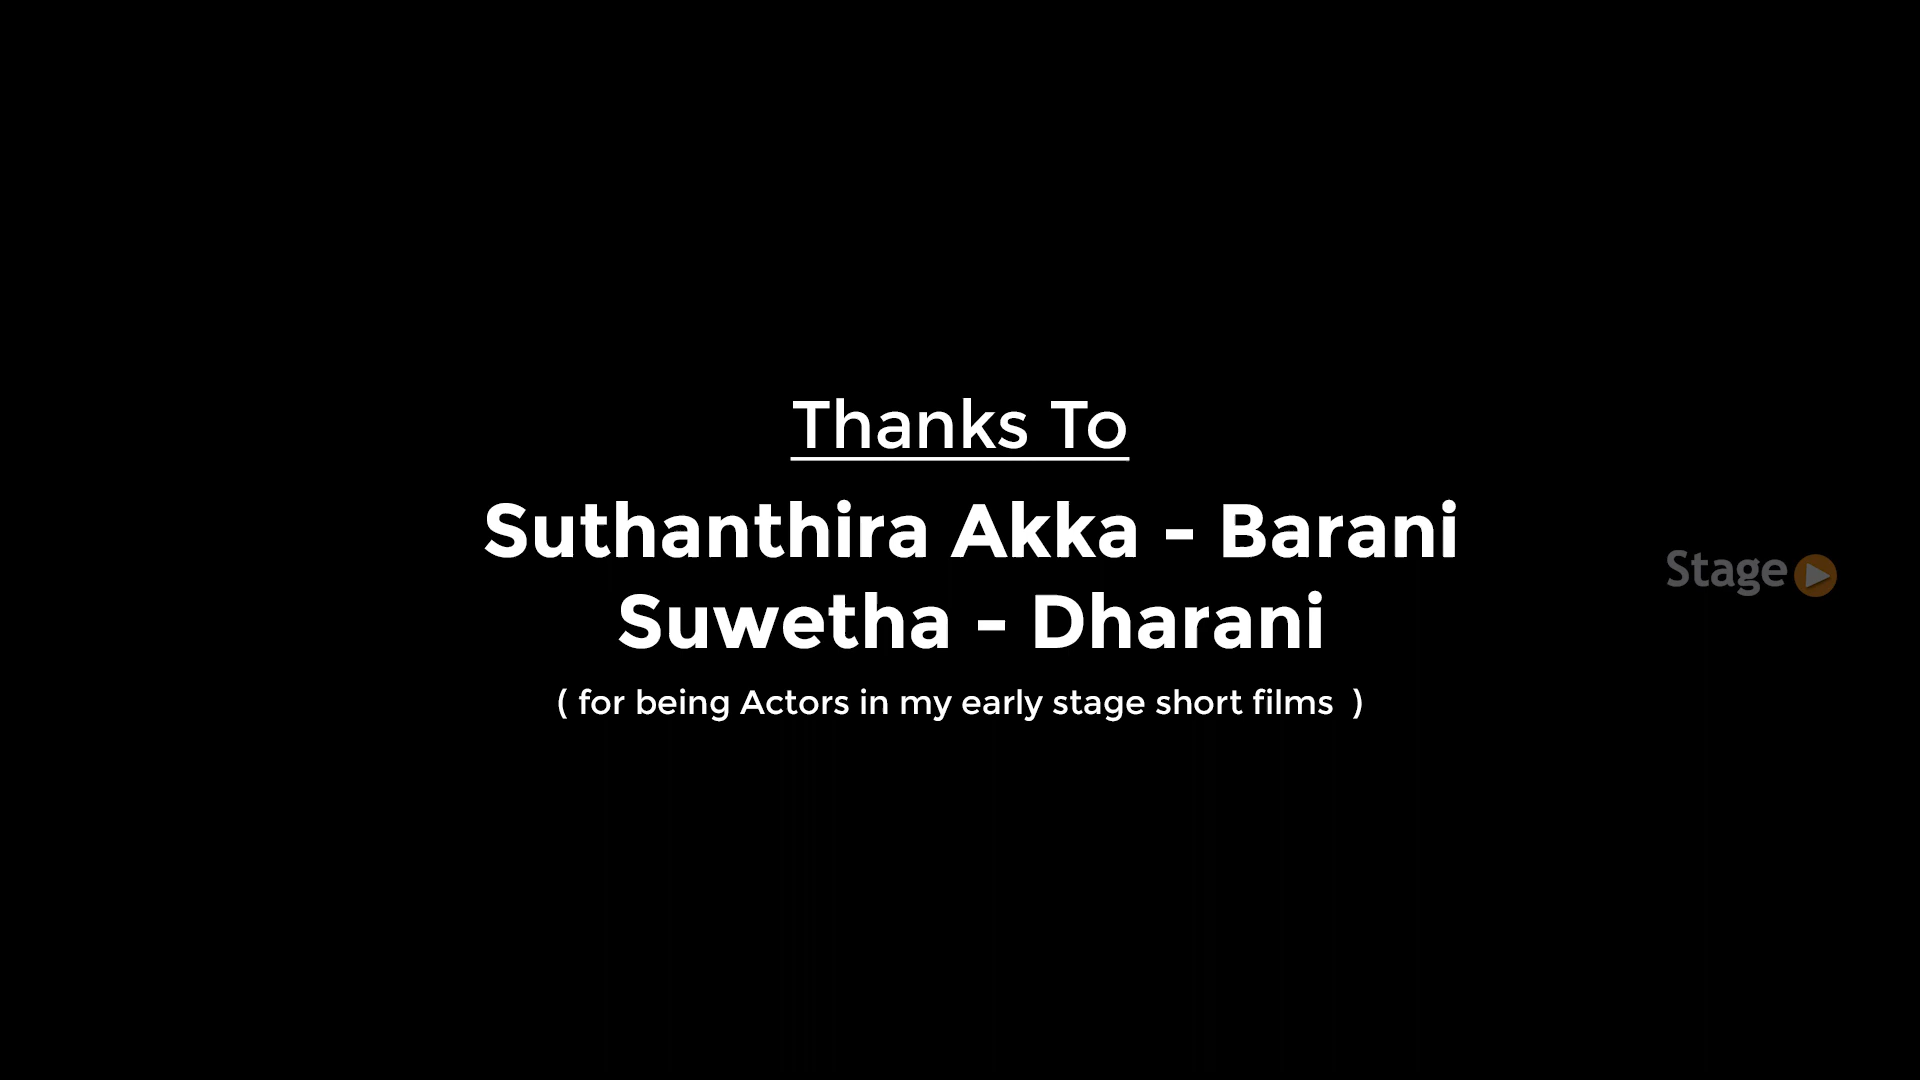 Thanks To
Suthanthira Akka - Barani
Suwetha - Dharani
( for being Actors in my early stage short films )
Stage